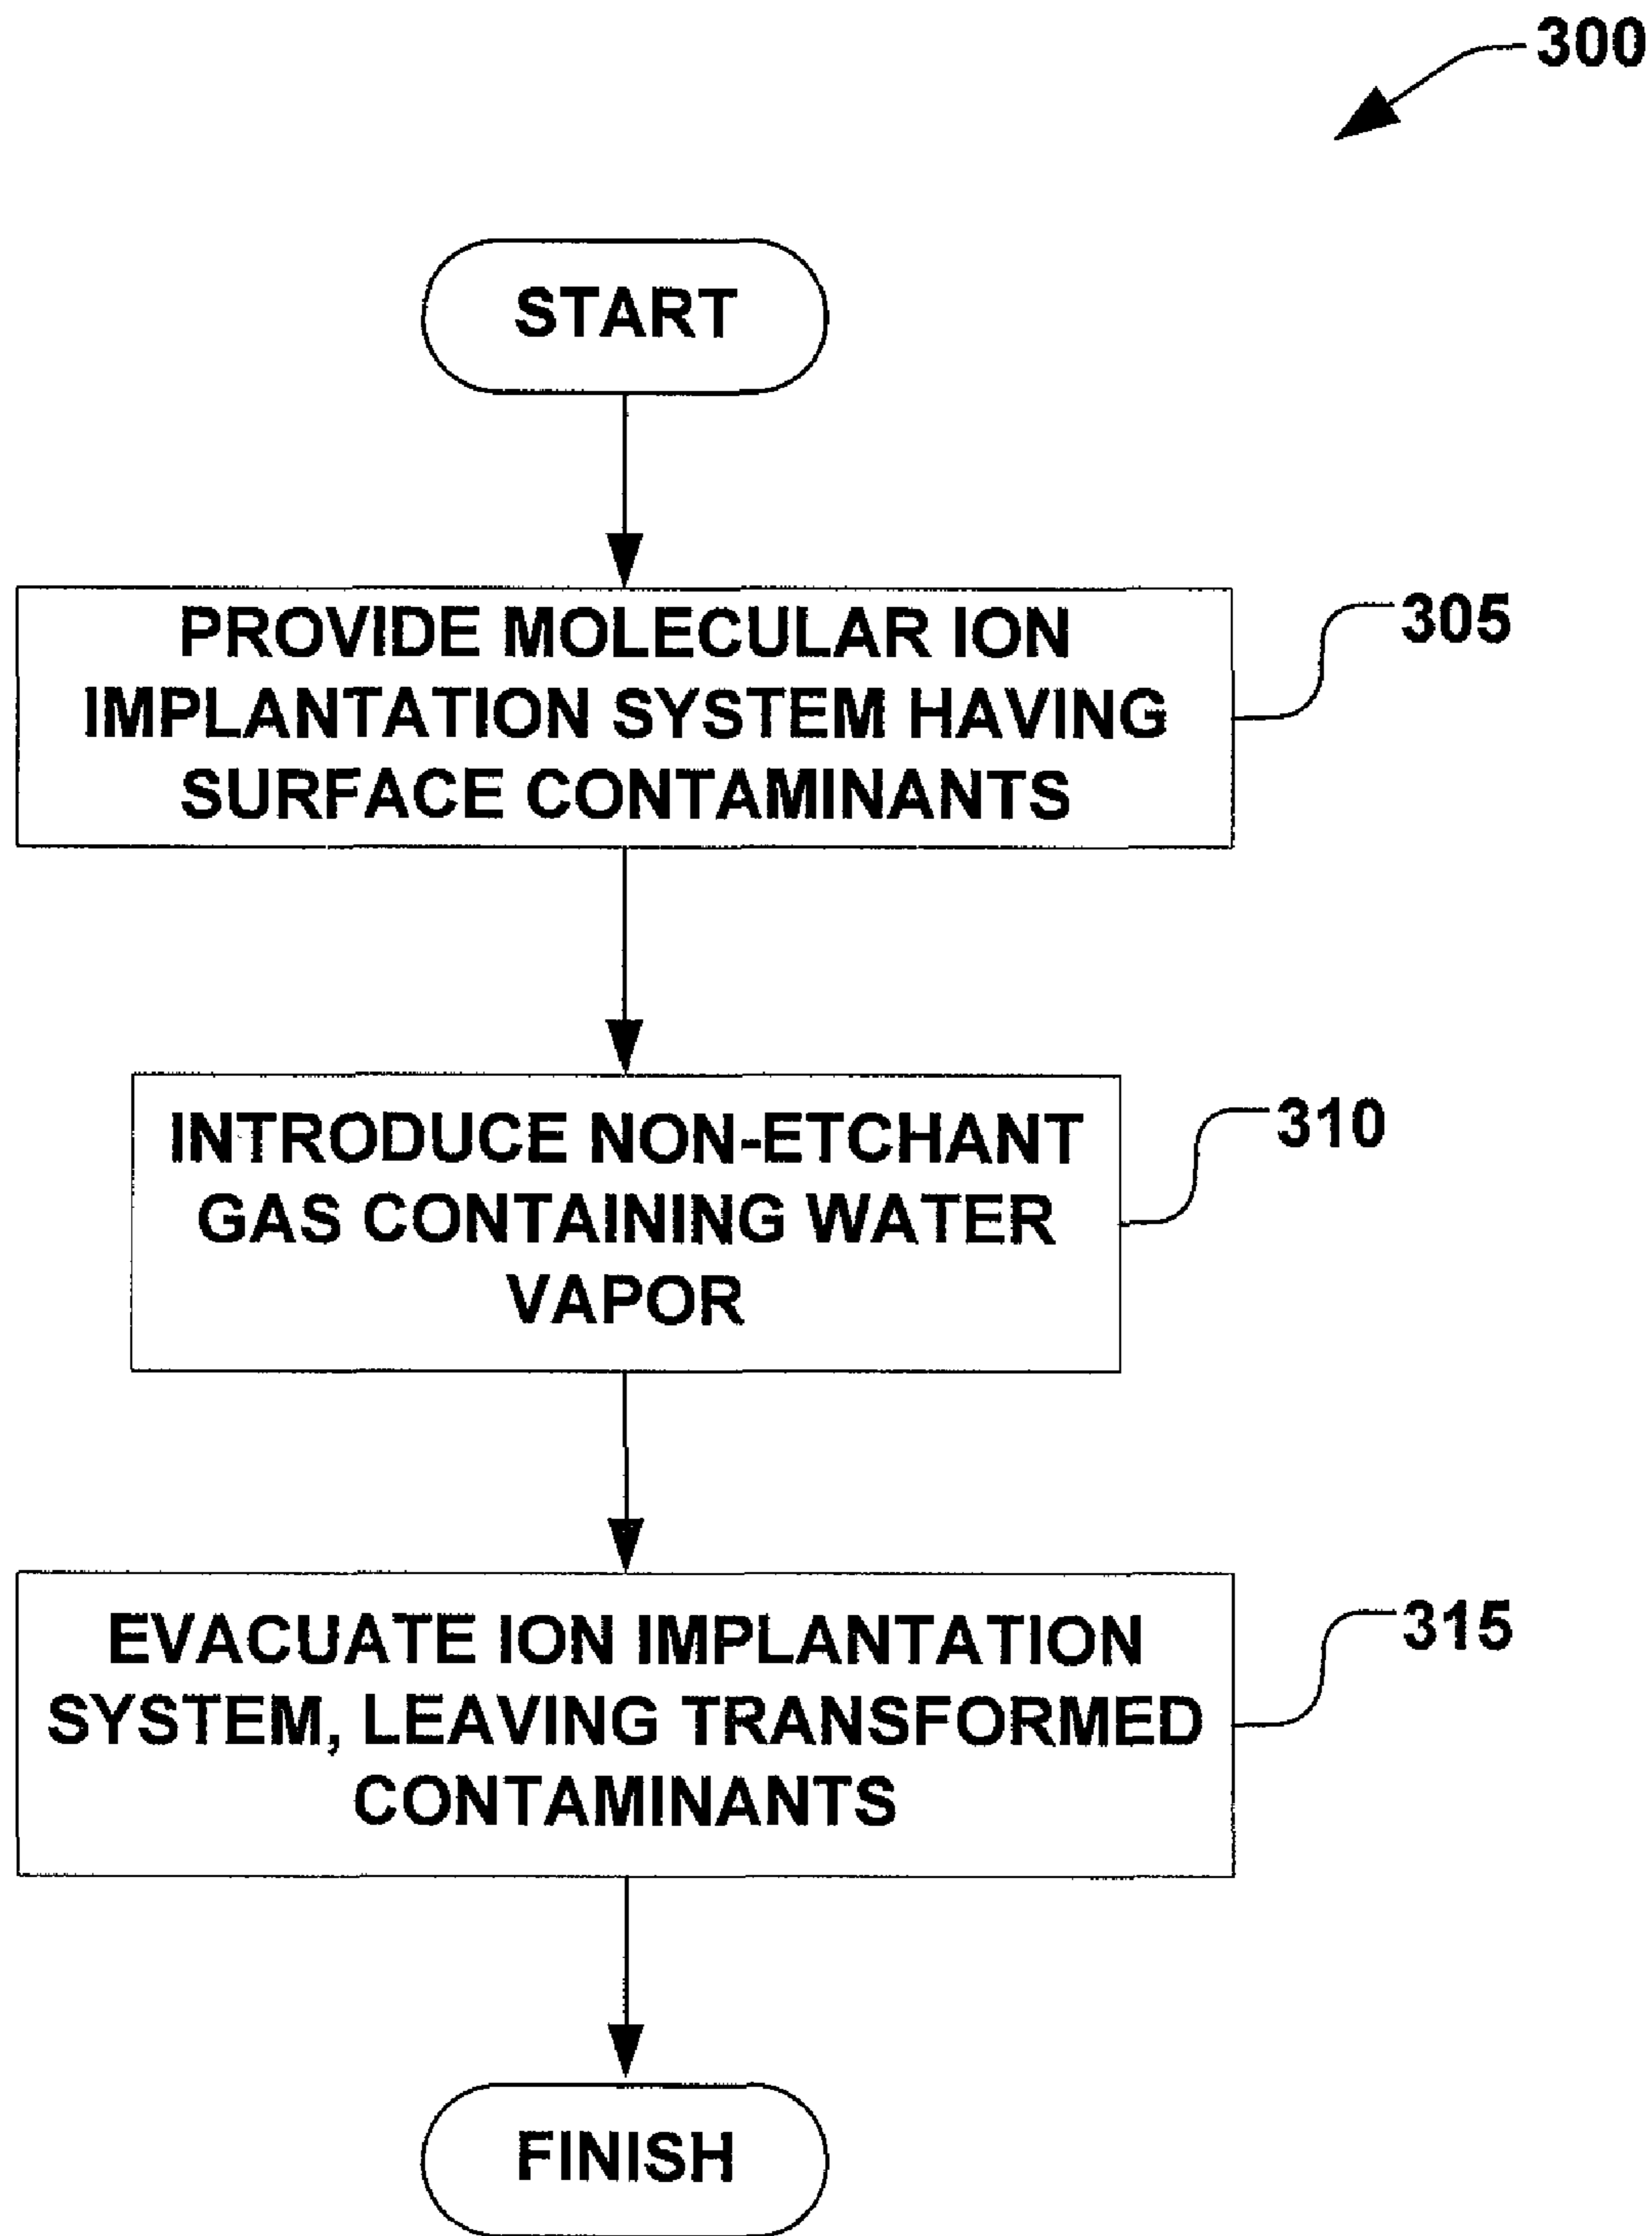 300
START
PROVIDE MOLECULAR ION
IMPLANTATION SYSTEM HAVING
SURFACE CONTAMINANTS
305
INTRODUCE NON-ETCHANT
GAS CONTAINING WATER
VAPOR
310
EVACUATE ION IMPLANTATION
SYSTEM, LEAVING TRANSFORMED
CONTAMINANTS
315
FINISH